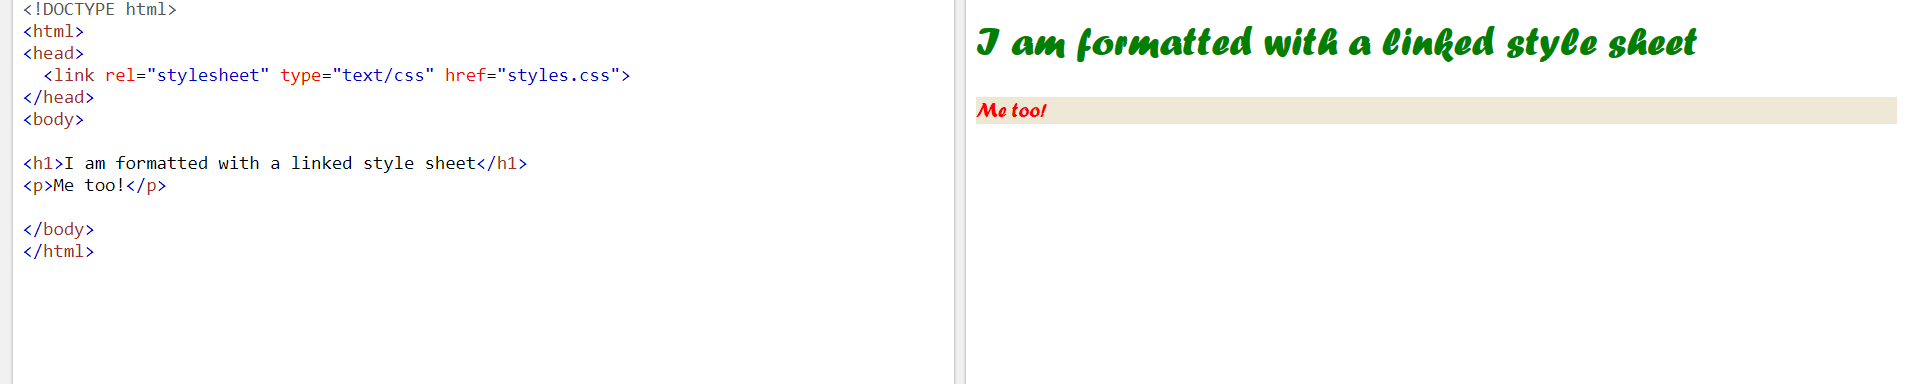 <!DOCTYPE html>
<html>
<head>
  <link rel="stylesheet" type="text/css" href="styles.css">
</head>
<body>
<h1>I am formatted with a linked style sheet</h1>
<p>Me too!</p>
</body>
</html>
I am formatted with a linked style sheet
Me too!